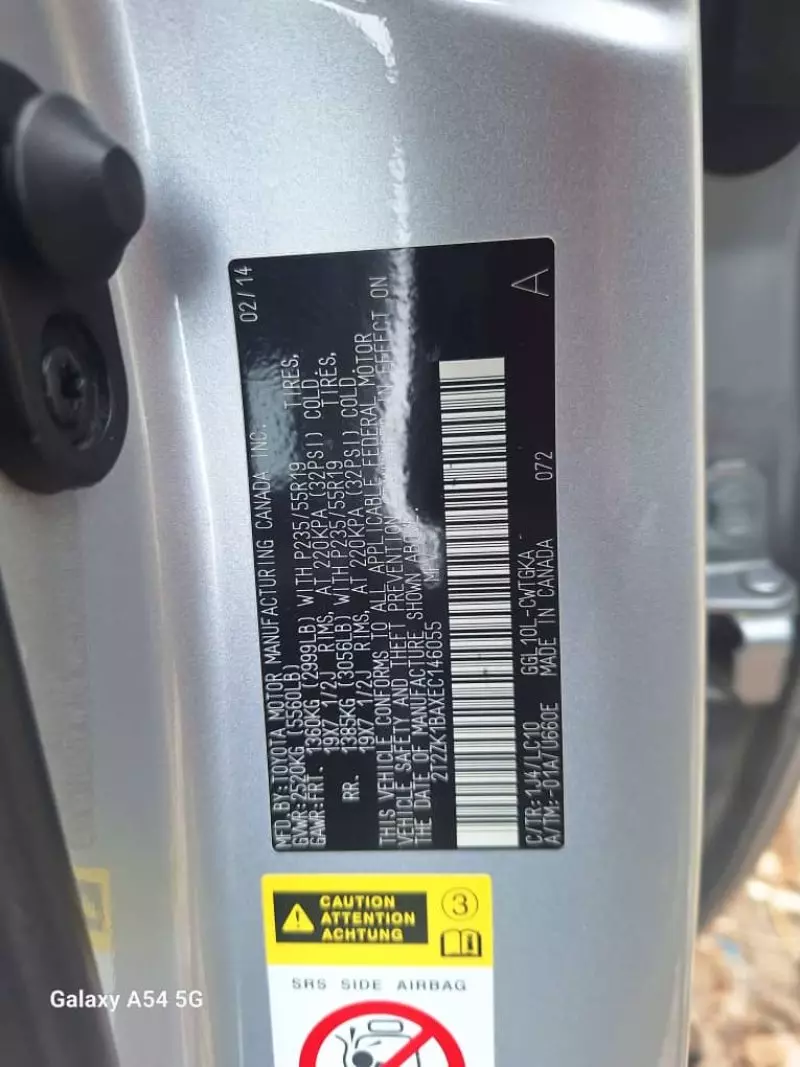 MFD.BY:TOYOTA MOTOR MANUFACTURING CANADA INC. 02/14
GVWR:2520KG (5560LB)
GAWR:FRT. 1360KG (2999LB) WITH P235/55R19 TIRES,
19X7 1/2J RIMS, AT 220KPA (32PSI) COLD.
RR. 1385KG (3056LB) WITH P235/55R19 TIRES,
19X7 1/2J RIMS, AT 220KPA (32PSI) COLD.
THIS VEHICLE CONFORMS TO ALL APPLICABLE FEDERAL MOTOR
VEHICLE SAFETY AND THEFT PREVENTION IN EFFECT ON
THE DATE OF MANUFACTURE SHOWN
2T2ZK1BAXEC146055
C/TR:1J4/LC10 GGL10L-CWTGKA 072 A
A/TM:-01A/U660E MADE IN CANADA
CAUTION
ATTENTION
ACHTUNG
3
SRS SIDE AIRBAG
Galaxy A54 5G